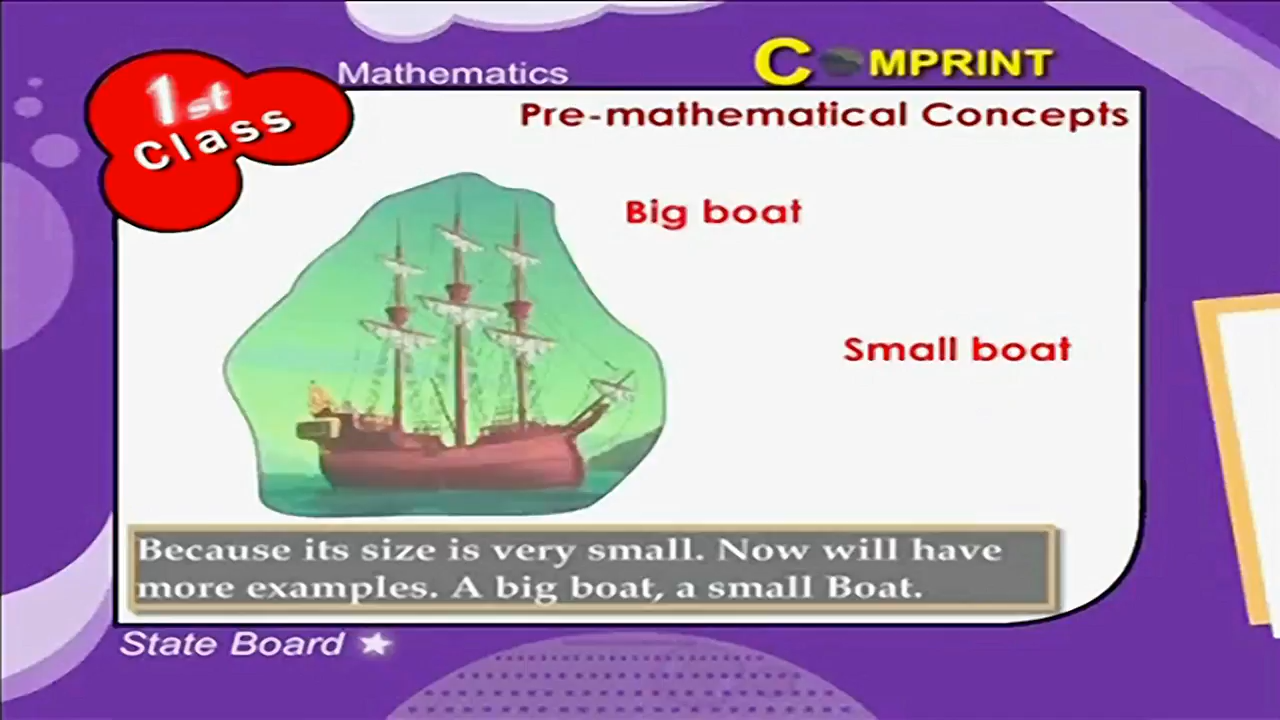 1st
Class
Mathematics
COMPRINT
Pre-mathematical Concepts
Big boat
Small boat
Because its size is very small. Now will have
more examples. A big boat, a small Boat.
State Board